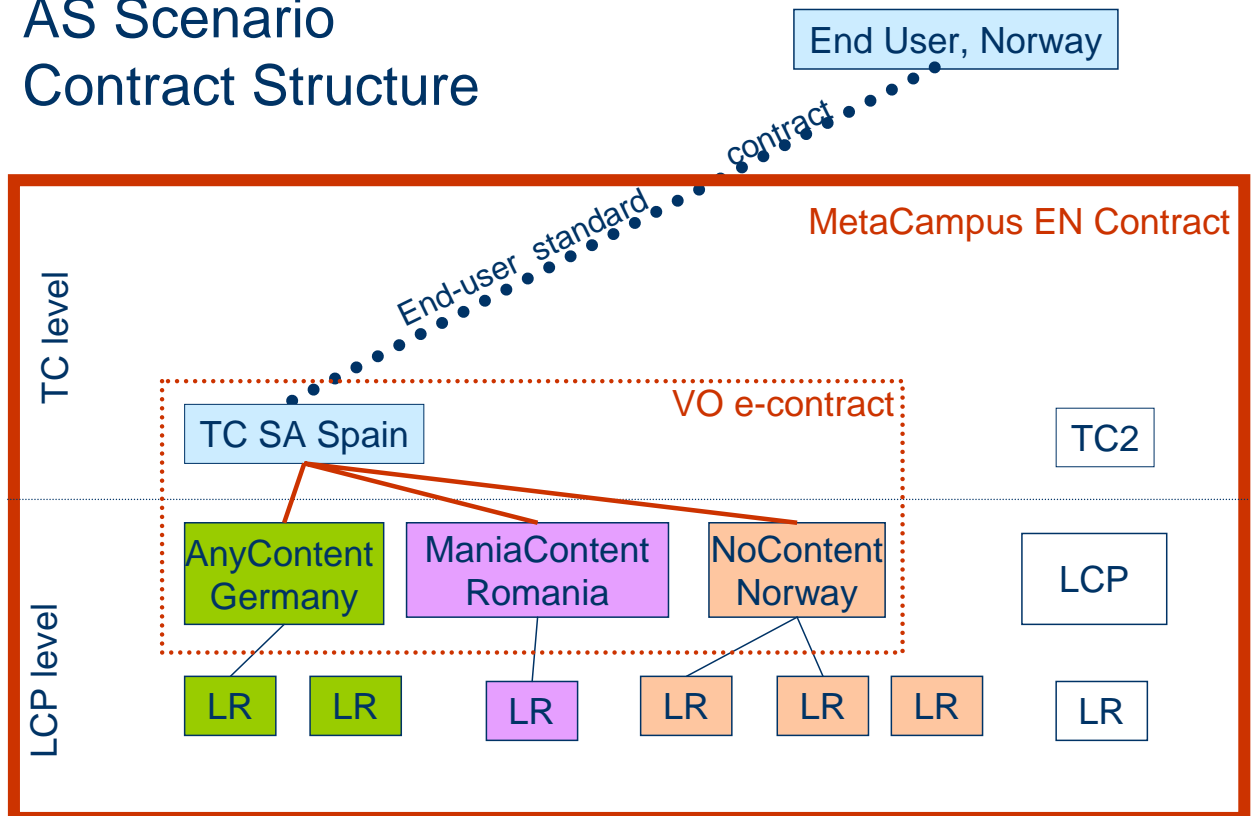 AS Scenario
Contract Structure
End User, Norway
End-user standard contract
MetaCampus EN Contract
TC level
VO e-contract
TC SA Spain
TC2
LCP level
AnyContent
Germany
ManiaContent
Romania
NoContent
Norway
LCP
LR
LR
LR
LR
LR
LR
LR